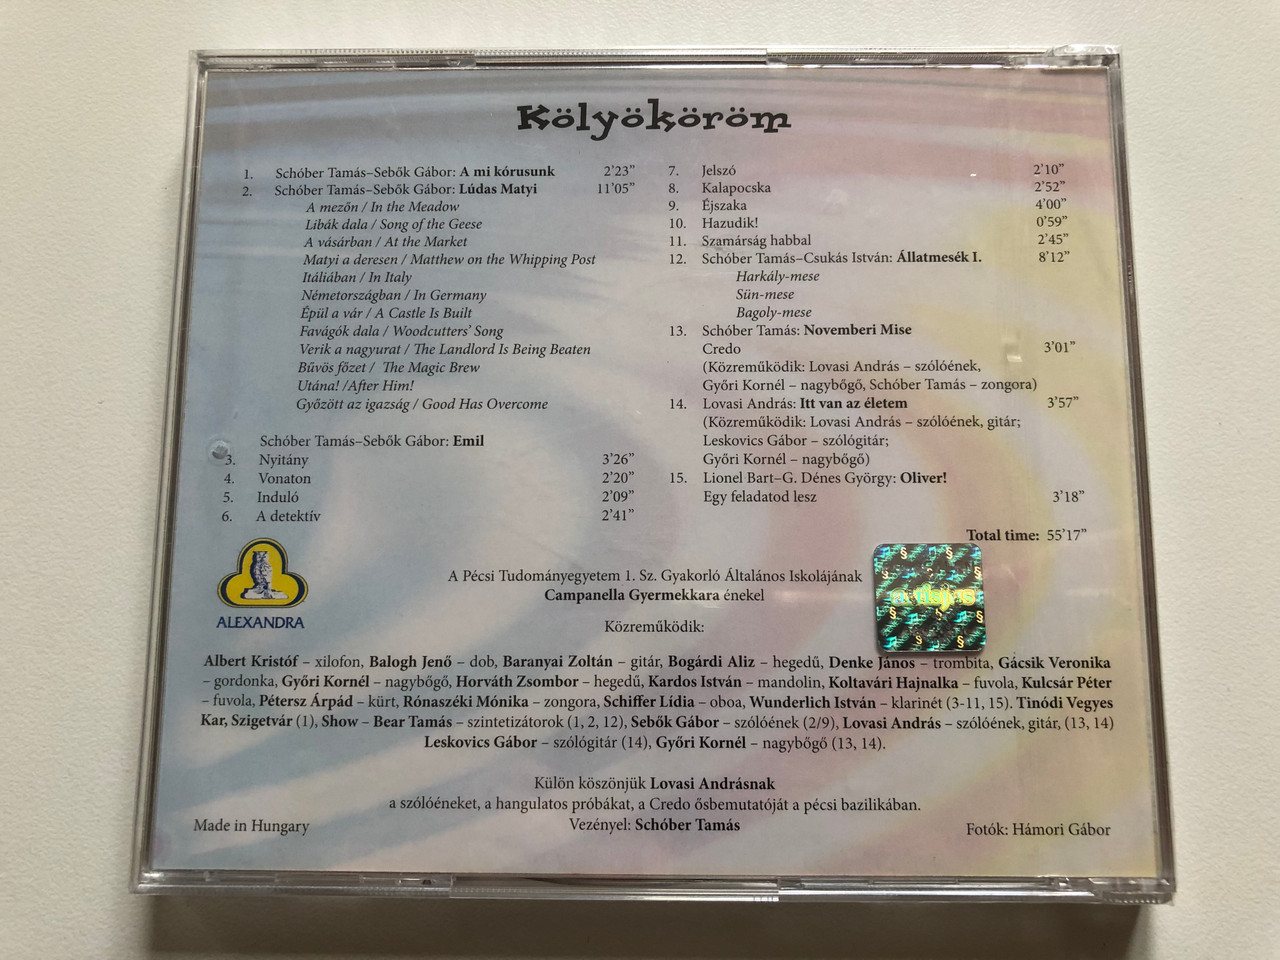 Kölyököröm
1. Schóber Tamás–Sebők Gábor: A mi kórusunk 2’23”
2. Schóber Tamás–Sebők Gábor: Lúdas Matyi 11’05”
A mezőn / In the Meadow
Libák dala / Song of the Geese
A vásárban / At the Market
Matyi a deresen / Matthew on the Whipping Post
Itáliában / In Italy
Németországban / In Germany
Épül a vár / A Castle Is Built
Favágók dala / Woodcutters’ Song
Verik a nagyurat / The Landlord Is Being Beaten
Bűvös főzet / The Magic Brew
Utána! /After Him!
Győzött az igazság / Good Has Overcome
Schóber Tamás–Sebők Gábor: Emil
3. Nyitány 3’26”
4. Vonaton 2’20”
5. Induló 2’09”
6. A detektív 2’41”
7. Jelszó 2’10”
8. Kalapocska 2’52”
9. Éjszaka 4’00”
10. Hazudik! 0’59”
11. Szamárság habbal 2’45”
12. Schóber Tamás–Csukás István: Állatmesék I. 8’12”
Harkály-mese
Sün-mese
Bagoly-mese
13. Schóber Tamás: Novemberi Mise
Credo 3’01”
(Közreműködik: Lovasi András – szólóének,
Győri Kornél – nagybőgő, Schóber Tamás – zongora)
14. Lovasi András: Itt van az életem 3’57”
(Közreműködik: Lovasi András – szólóének, gitár;
Leskovics Gábor – szólógitár;
Győri Kornél – nagybőgő)
15. Lionel Bart–G. Dénes György: Oliver!
Egy feladatod lesz 3’18”
Total time: 55’17”
ALEXANDRA
A Pécsi Tudományegyetem 1. Sz. Gyakorló Általános Iskolájának
Campanella Gyermekkara énekel
Közreműködik:
Albert Kristóf – xilofon, Balogh Jenő – dob, Baranyai Zoltán – gitár, Bogárdi Aliz – hegedű, Denke János – trombita, Gácsik Veronika
– gordonka, Győri Kornél – nagybőgő, Horváth Zsombor – hegedű, Kardos István – mandolin, Koltavári Hajnalka – fuvola, Kulcsár Péter
– fuvola, Pétersz Árpád – kürt, Rónaszéki Mónika – zongora, Schiffer Lídia – oboa, Wunderlich István – klarinét (3-11, 15). Tinódi Vegyes
Kar, Szigetvár (1), Show – Bear Tamás – szintetizátorok (1, 2, 12), Sebők Gábor – szólóének (2/9), Lovasi András – szólóének, gitár, (13, 14)
Leskovics Gábor – szólógitár (14), Győri Kornél – nagybőgő (13, 14).
Külön köszönjük Lovasi Andrásnak
a szólóéneket, a hangulatos próbákat, a Credo ősbemutatóját a pécsi bazilikában.
Vezényel: Schóber Tamás
Made in Hungary
Fotók: Hámori Gábor